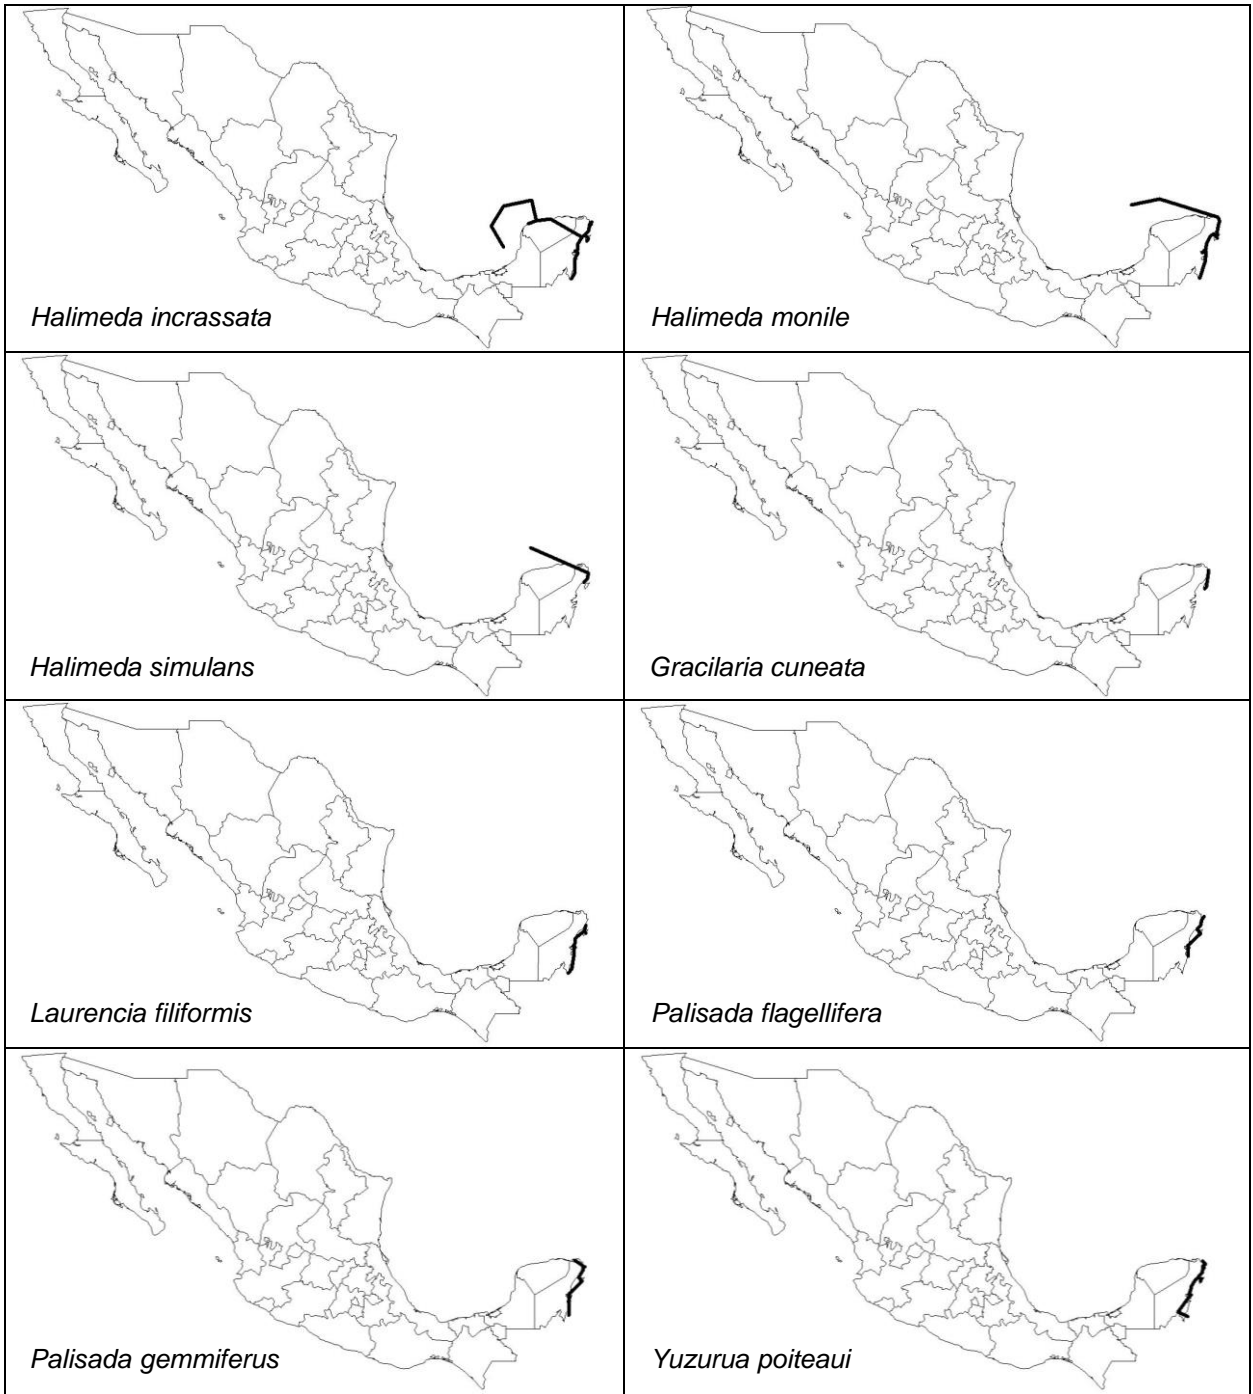 Halimeda incrassata
Halimeda monile
Halimeda simulans
Gracilaria cuneata
Laurencia filiformis
Palisada flagellifera
Palisada gemmiferus
Yuzurua poiteaui